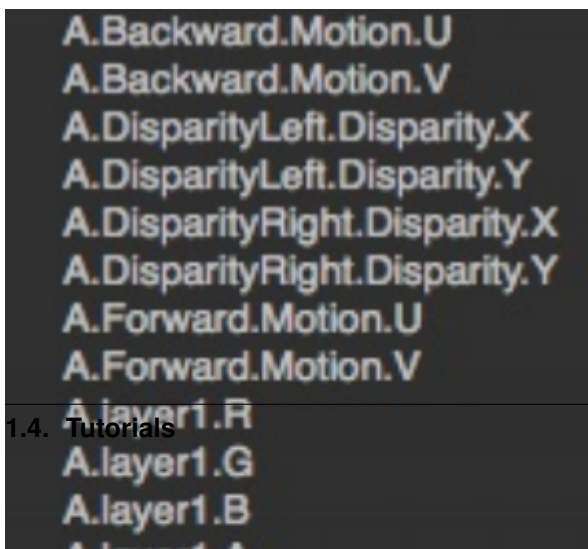 A.Backward.Motion.U
A.Backward.Motion.V
A.DisparityLeft.Disparity.X
A.DisparityLeft.Disparity.Y
A.DisparityRight.Disparity.X
A.DisparityRight.Disparity.Y
A.Forward.Motion.U
A.Forward.Motion.V
A.layer1.R
1.4. Tutorials
A.layer1.G
A.layer1.B